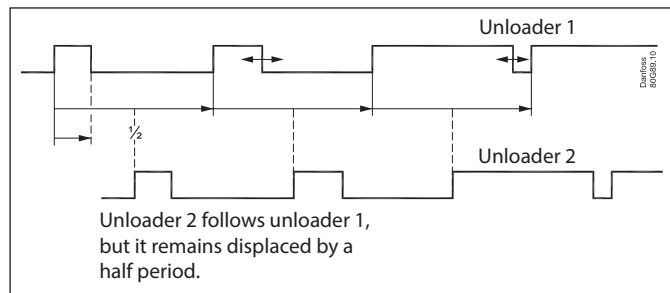 Unloader 1
Danfoss
80G89.10
½
Unloader 2
Unloader 2 follows unloader 1,
but it remains displaced by a
half period.